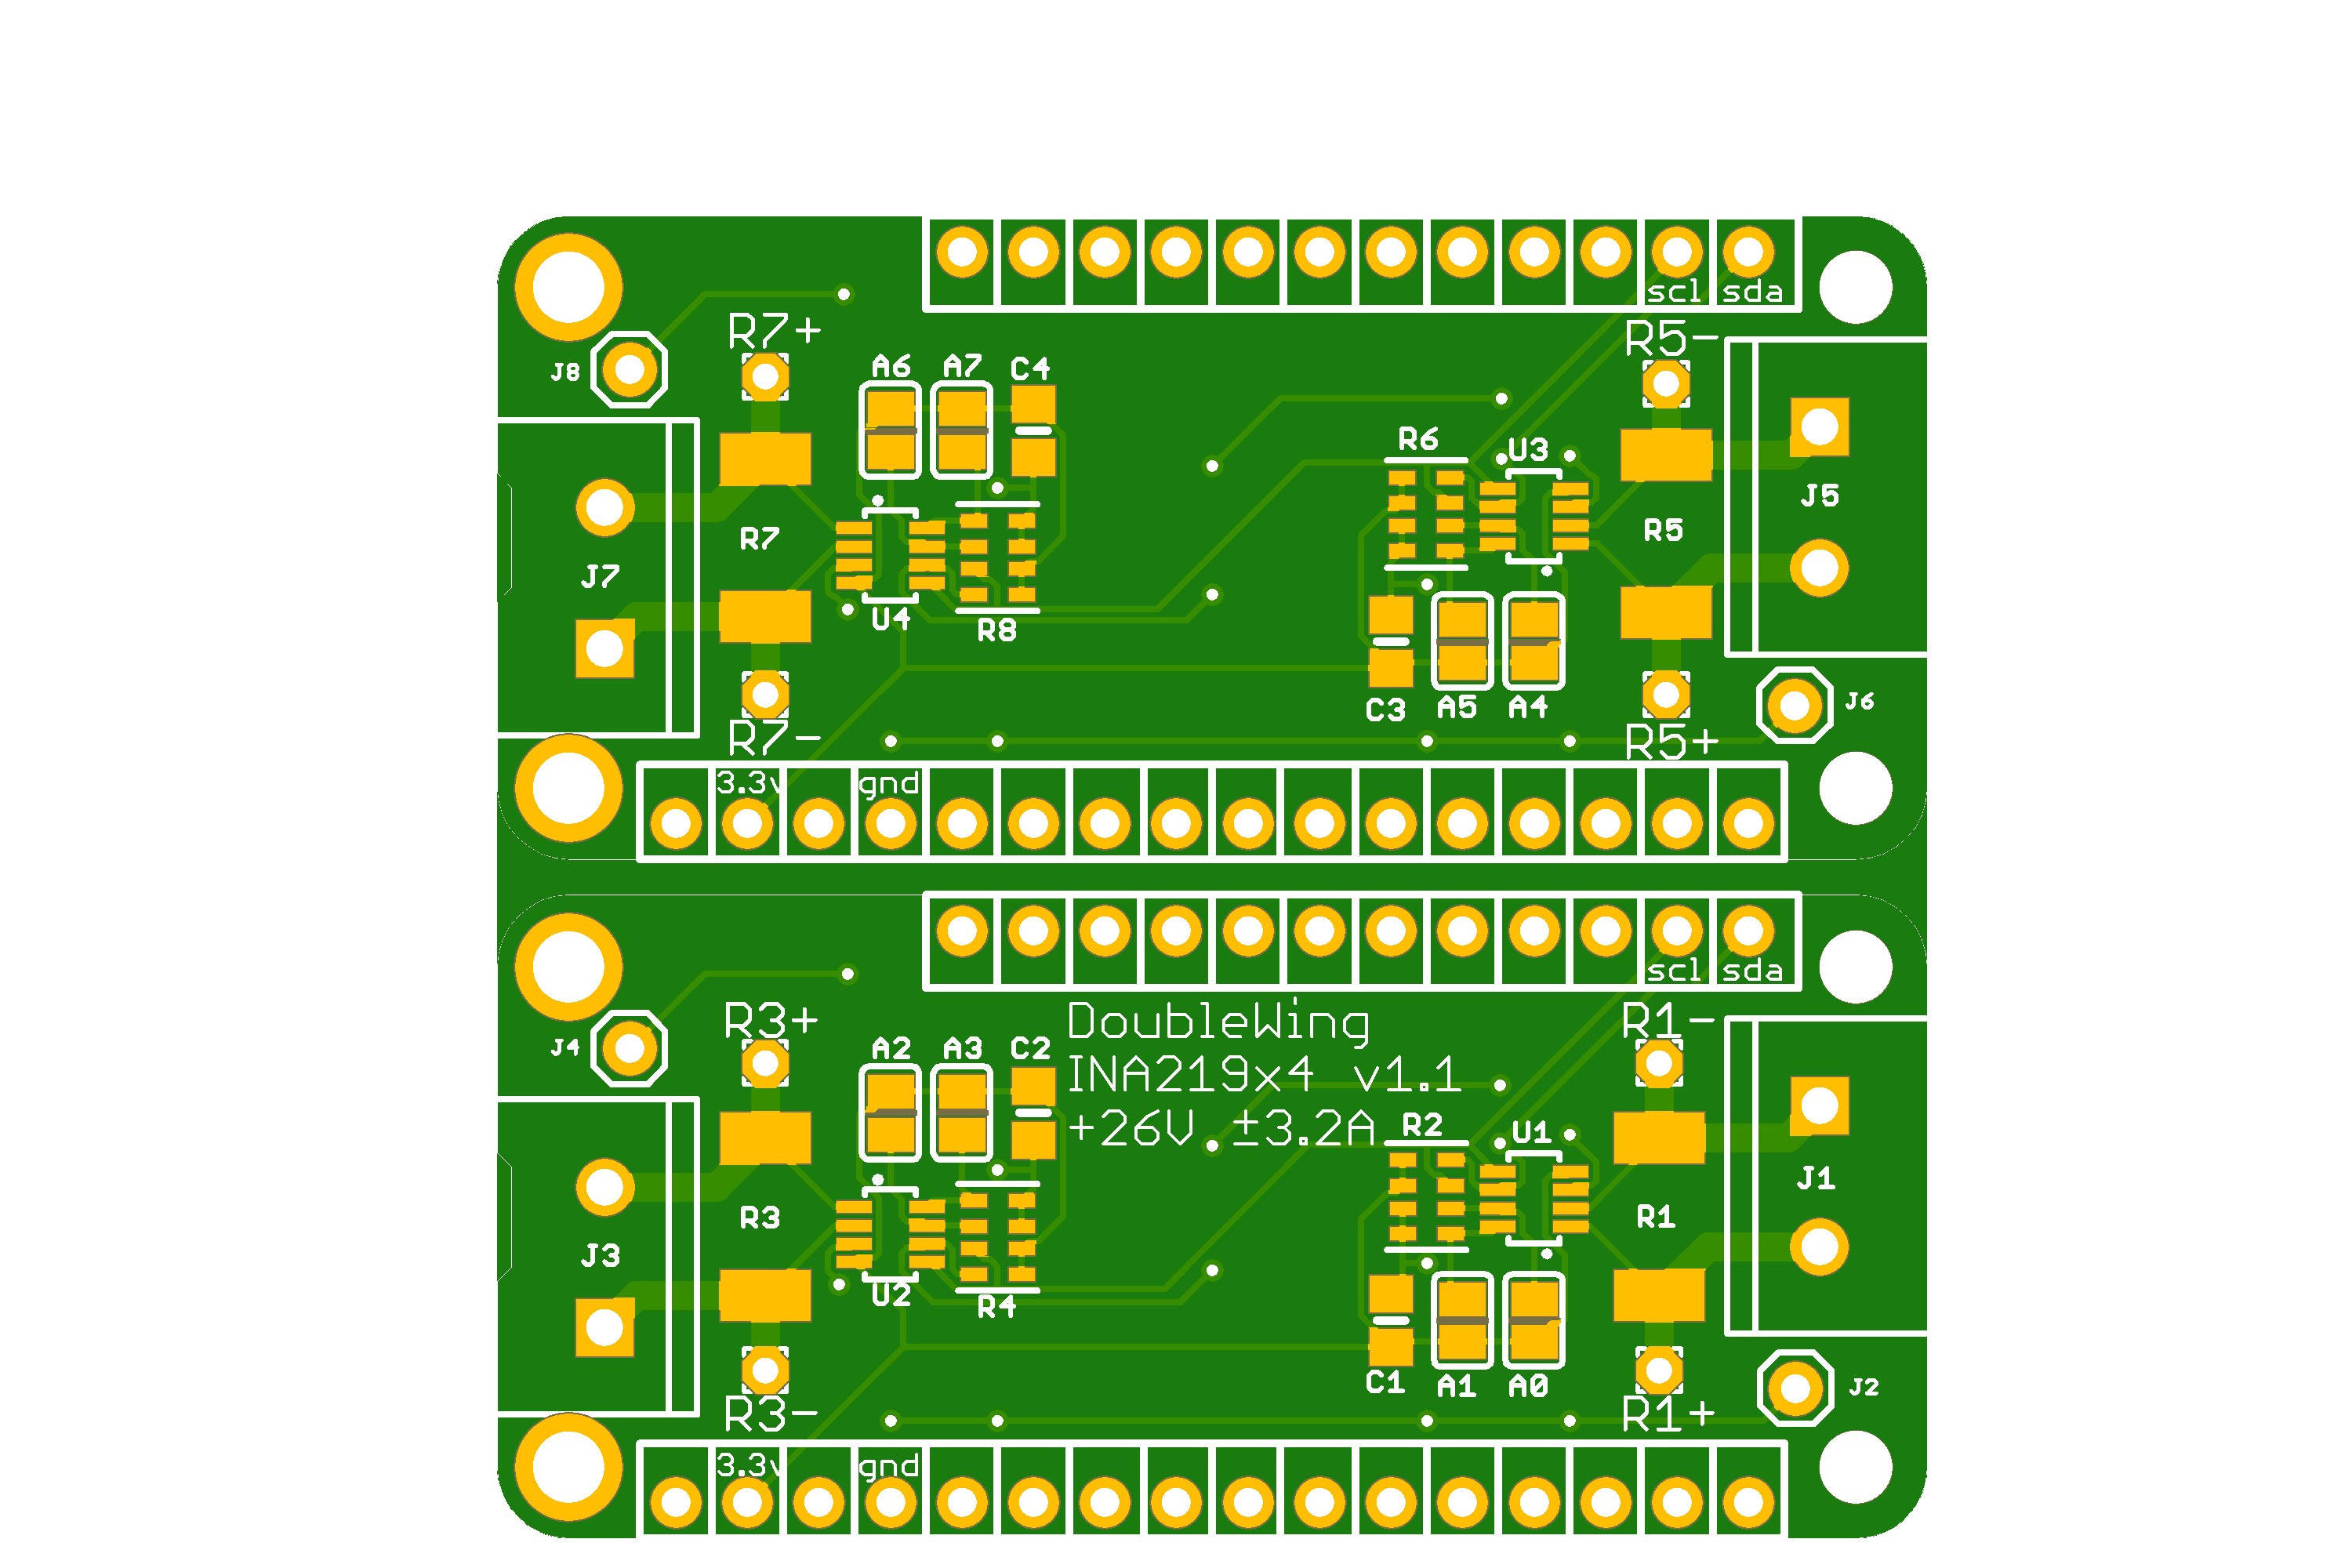 scl sda
R7+
R5-
J8
A6 A7 C4
R6 U3
J5
R7
R5
J7
U4
R8
J6
C3 A5 A4
R7-
R5+
3.3v gnd
scl sda
R3+
DoubleWing
R1-
J4
A2 A3 C2
INA219x4 v1.1
+26V ±3.2A
R2 U1
J1
R3
R1
J3
U2
R4
C1 A1 A0
J2
R3-
R1+
3.3v gnd